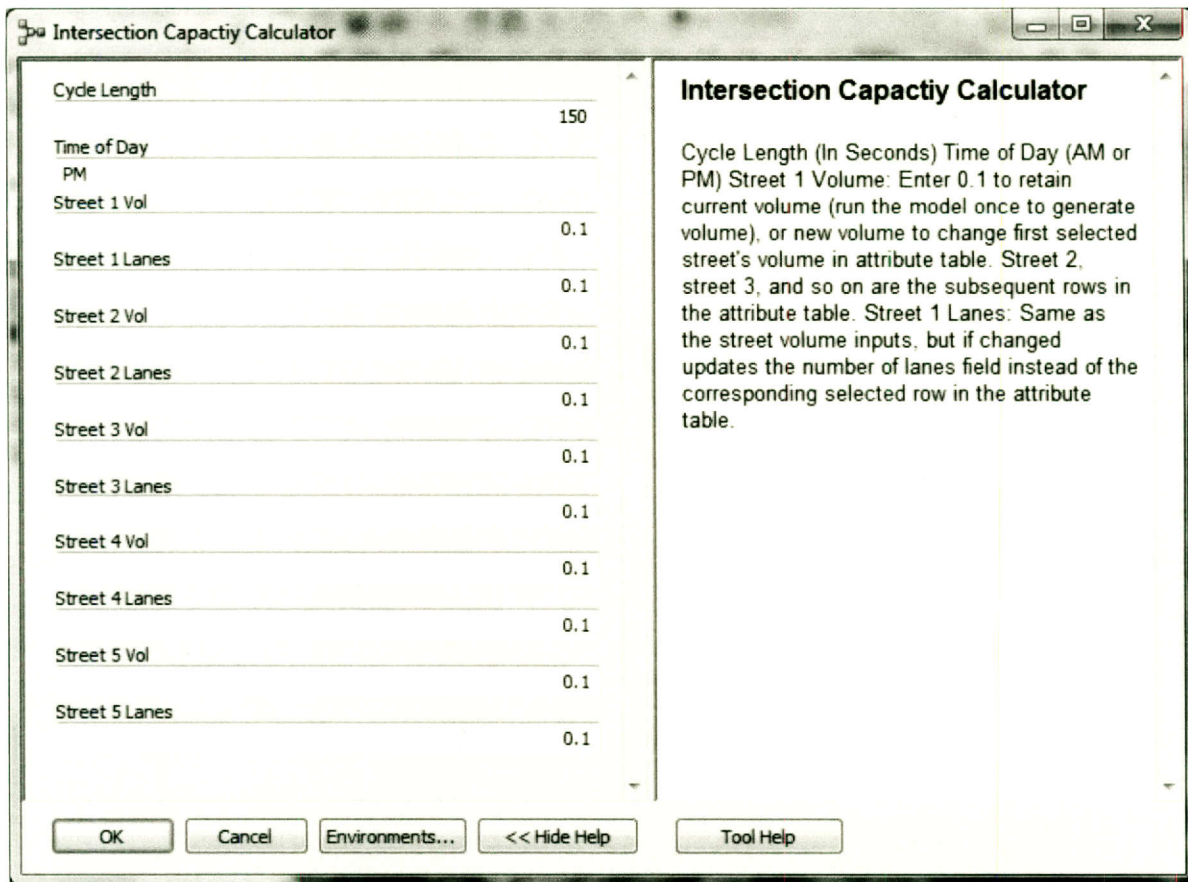 Intersection Capactiy Calculator
Cycle Length
150
Time of Day
PM
Street 1 Vol
0.1
Street 1 Lanes
0.1
Street 2 Vol
0.1
Street 2 Lanes
0.1
Street 3 Vol
0.1
Street 3 Lanes
0.1
Street 4 Vol
0.1
Street 4 Lanes
0.1
Street 5 Vol
0.1
Street 5 Lanes
0.1
OK
Cancel
Environments...
<< Hide Help
Intersection Capactiy Calculator
Cycle Length (In Seconds) Time of Day (AM or
PM) Street 1 Volume: Enter 0.1 to retain
current volume (run the model once to generate
volume), or new volume to change first selected
street's volume in attribute table. Street 2,
street 3, and so on are the subsequent rows in
the attribute table. Street 1 Lanes: Same as
the street volume inputs, but if changed
updates the number of lanes field instead of the
corresponding selected row in the attribute
table.
Tool Help